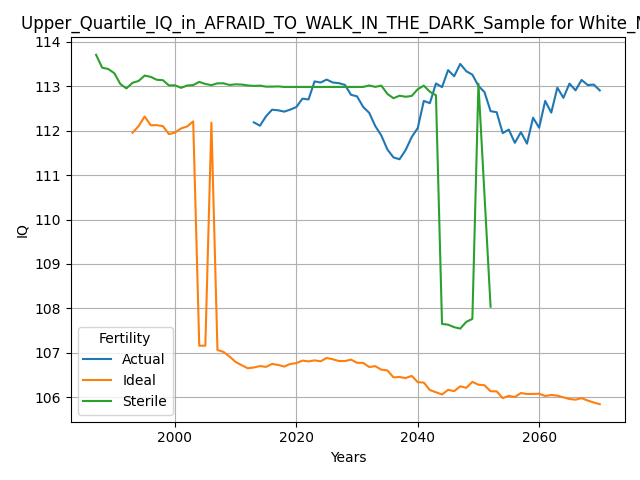 Upper_Quartile_IQ_in_AFRAID_TO_WALK_IN_THE_DARK_Sample for White_
114
113
112
111
110
109
108
107
106
IQ
Fertility
Actual
Ideal
Sterile
2000 2020 2040 2060
Years